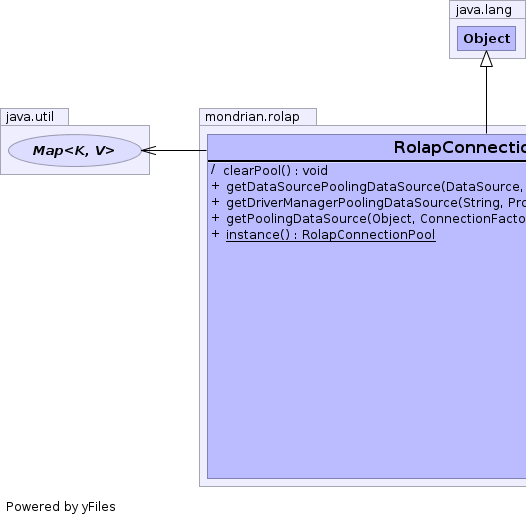 java.lang
Object
java.util
Map<K, V>
mondrian.rolap
RolapConnectio
/ clearPool() : void
+ getDataSourcePoolingDataSource(DataSource,
+ getDriverManagerPoolingDataSource(String, Pro
+ getPoolingDataSource(Object, ConnectionFacto
+ instance() : RolapConnectionPool
Powered by yFiles